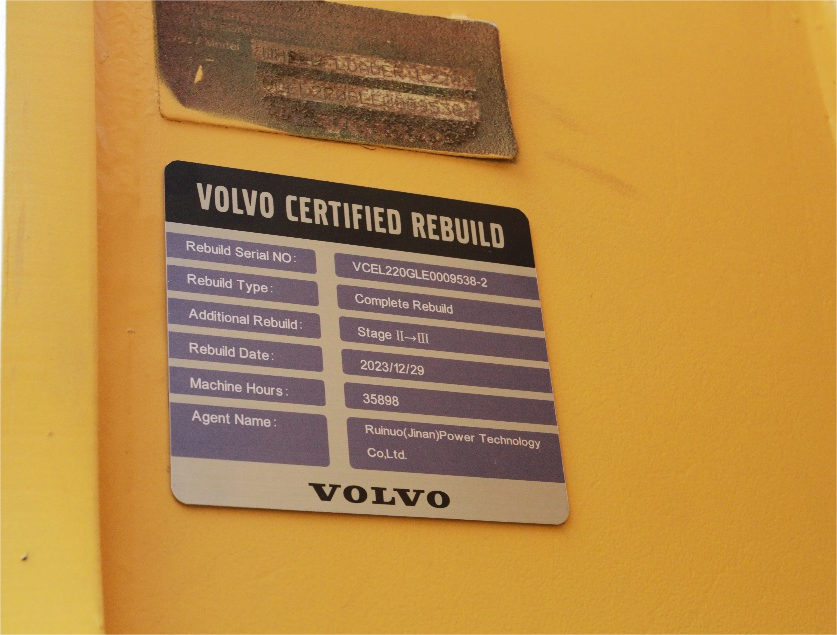 VOLVO CERTIFIED REBUILD
Rebuild Serial NO: VCEL220GLE0009538-2
Rebuild Type: Complete Rebuild
Additional Rebuild: Stage II→III
Rebuild Date: 2023/12/29
Machine Hours: 35898
Agent Name: Ruinuo(Jinan)Power Technology
Co,Ltd.
VOLVO